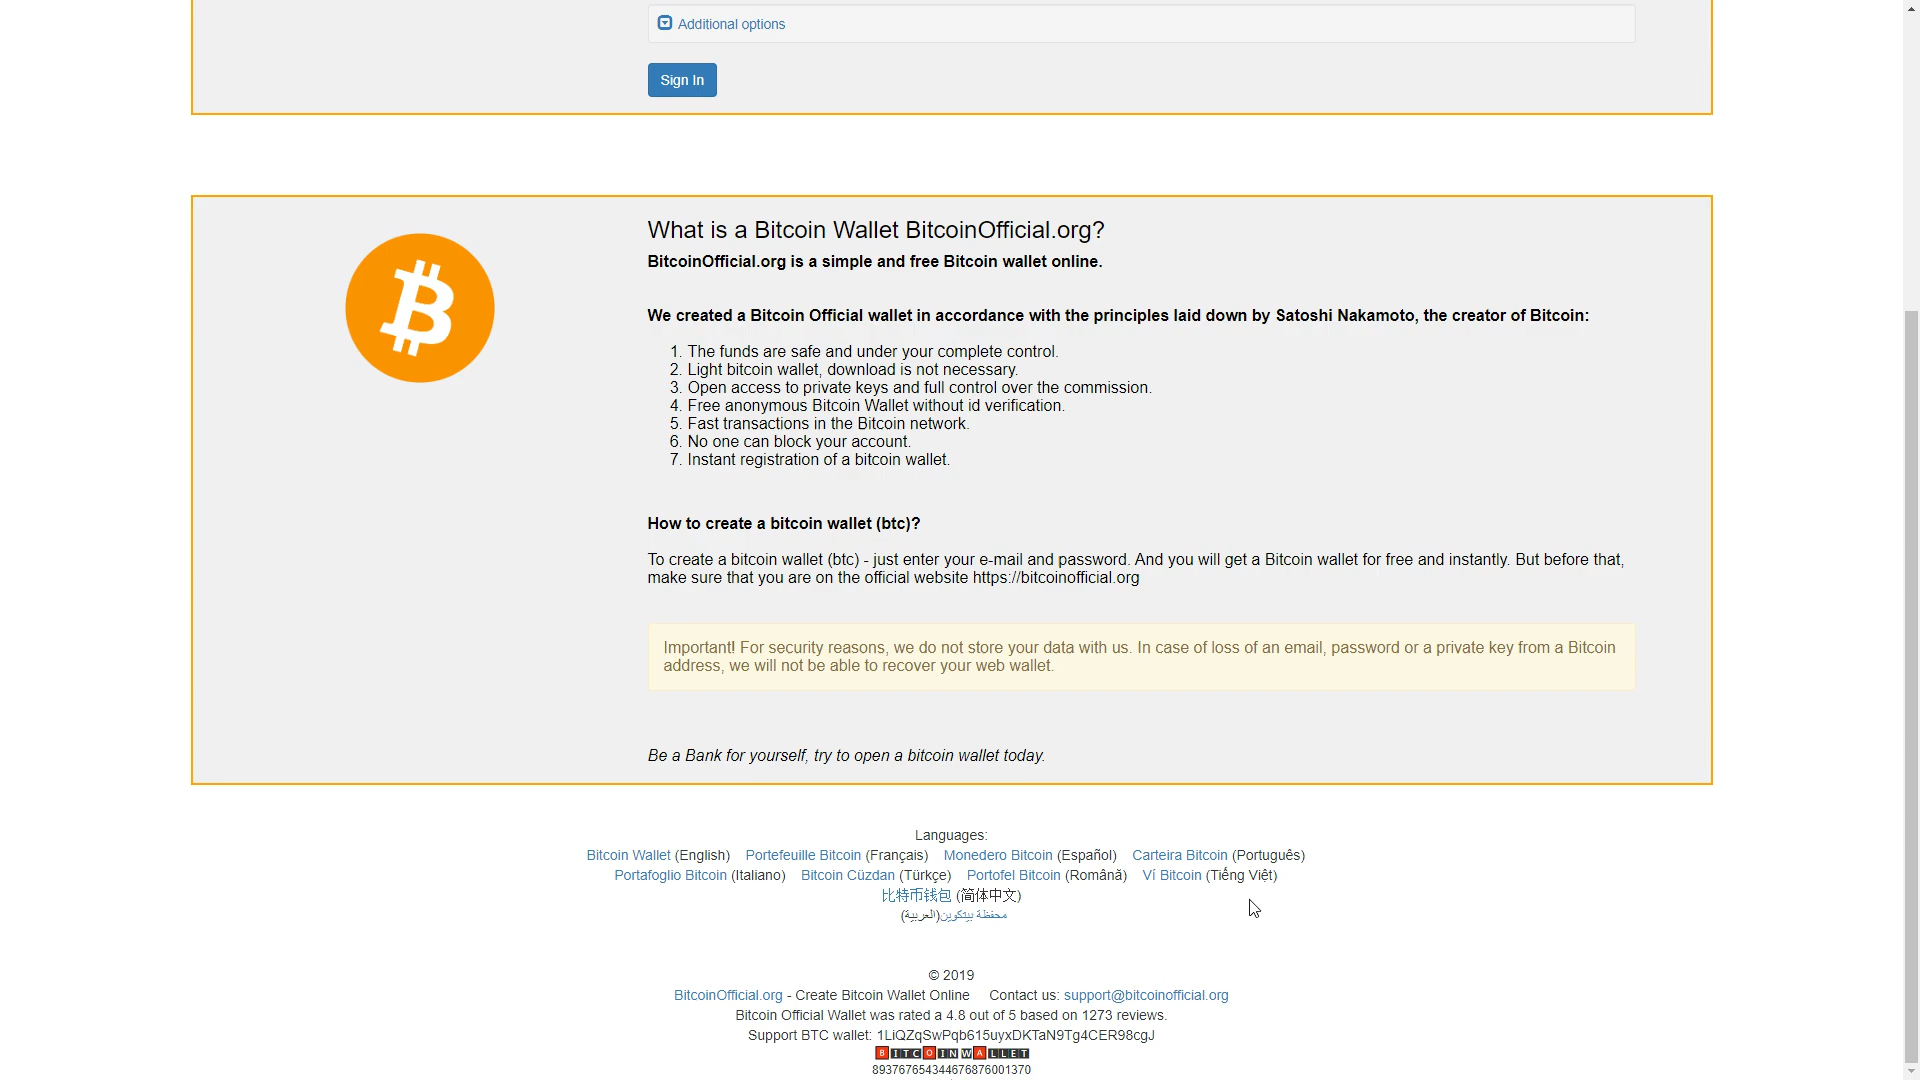 Additional options
Sign In
What is a Bitcoin Wallet BitcoinOfficial.org?
BitcoinOfficial.org is a simple and free Bitcoin wallet online.
We created a Bitcoin Official wallet in accordance with the principles laid down by Satoshi Nakamoto, the creator of Bitcoin:
1. The funds are safe and under your complete control.
2. Light bitcoin wallet, download is not necessary.
3. Open access to private keys and full control over the commission.
4. Free anonymous Bitcoin Wallet without id verification.
5. Fast transactions in the Bitcoin network.
6. No one can block your account.
7. Instant registration of a bitcoin wallet.
How to create a bitcoin wallet (btc)?
To create a bitcoin wallet (btc) - just enter your e-mail and password. And you will get a Bitcoin wallet for free and instantly. But before that,
make sure that you are on the official website https://bitcoinofficial.org
Important! For security reasons, we do not store your data with us. In case of loss of an email, password or a private key from a Bitcoin
address, we will not be able to recover your web wallet.
Be a Bank for yourself, try to open a bitcoin wallet today.
Languages:
Bitcoin Wallet (English) Portefeuille Bitcoin (Français) Monedero Bitcoin (Español) Carteira Bitcoin (Português)
Portafoglio Bitcoin (Italiano) Bitcoin Cüzdan (Türkçe) Portofel Bitcoin (Română) Ví Bitcoin (Tiếng Việt)
比特币钱包 (简体中文)
محفظة بيتكوين(العربية)
© 2019
BitcoinOfficial.org - Create Bitcoin Wallet Online Contact us: support@bitcoinofficial.org
Bitcoin Official Wallet was rated a 4.8 out of 5 based on 1273 reviews.
Support BTC wallet: 1LiQZqSwPqb615uyxDKTaN9Tg4CER98cgJ
BITCOINWALLET
893767654344676876001370